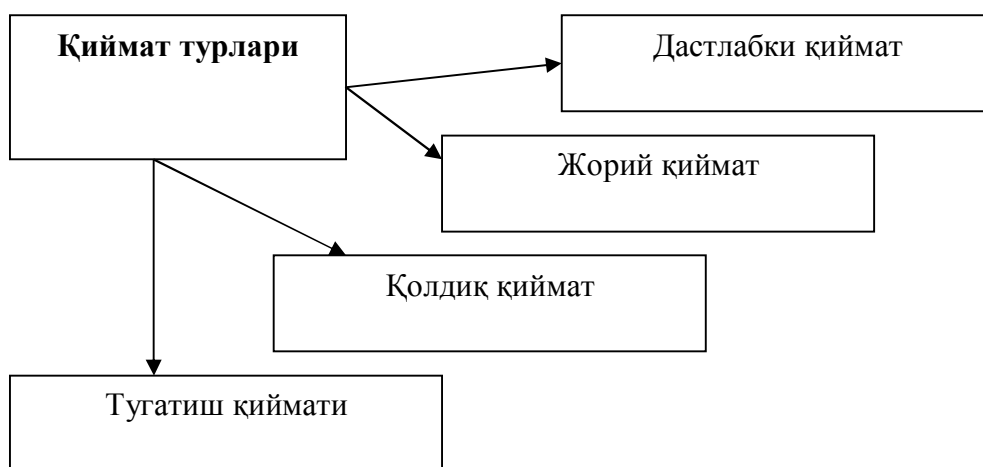 Қиймат турлари
Дастлабки қиймат
Жорий қиймат
Қолдиқ қиймат
Тугатиш қиймати